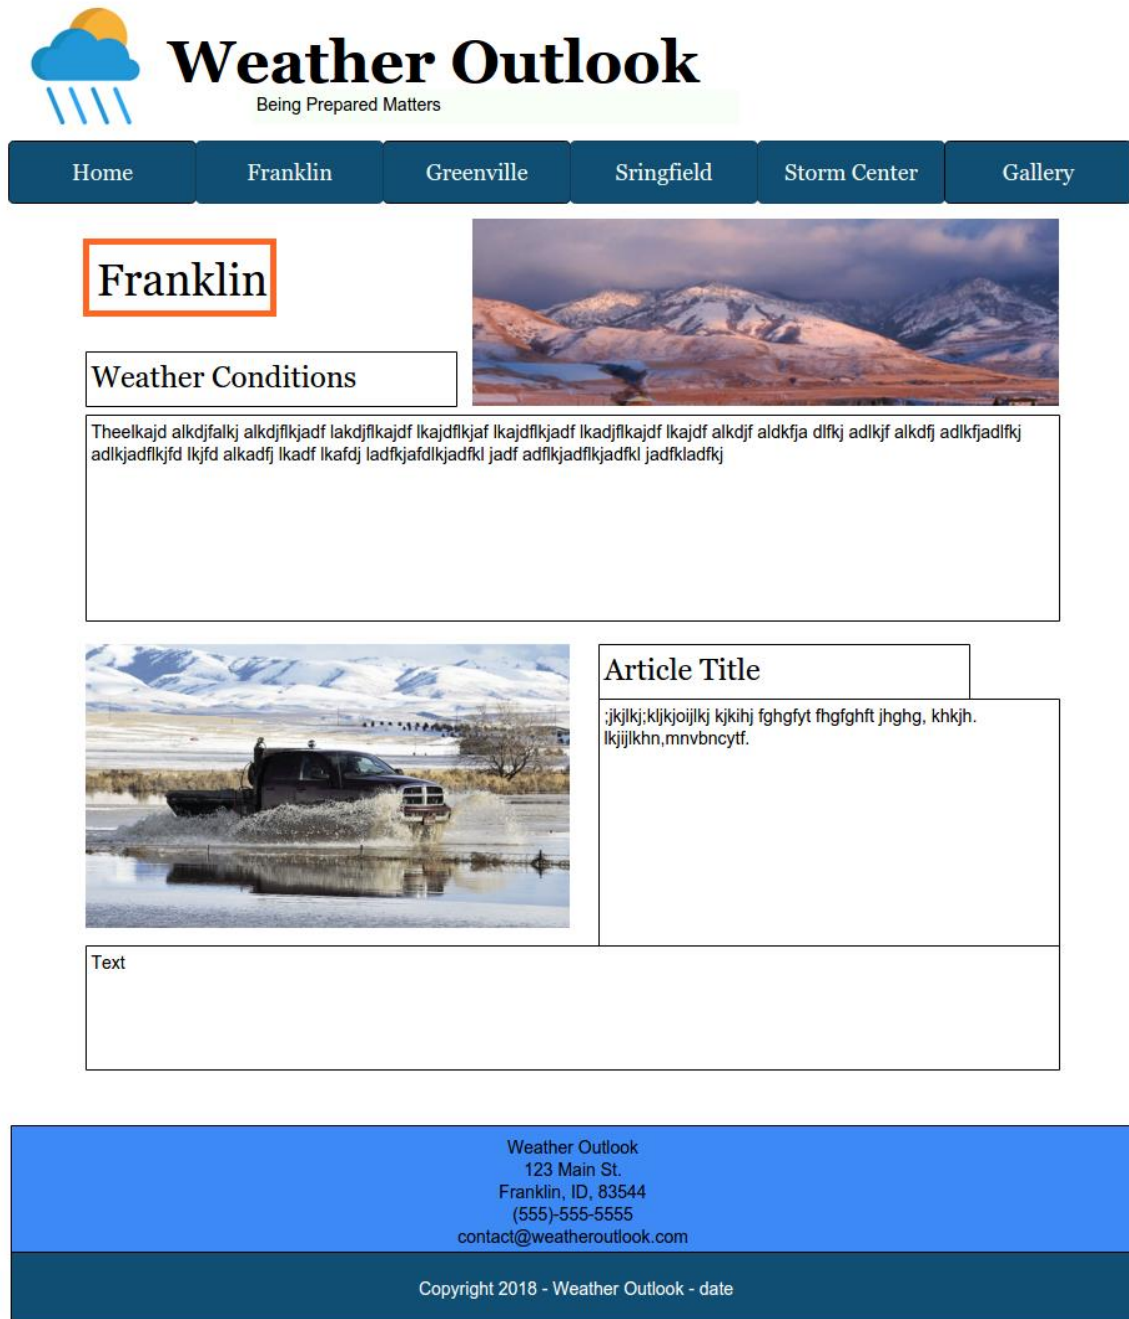 Weather Outlook
Being Prepared Matters
Home Franklin Greenville Sringfield Storm Center Gallery
Franklin
Weather Conditions
Theelkajd alkdjfalkj alkdjflkjadf lakdjflkajdf lkajdflkjaf lkajdflkjadf lkadjflkajdf lkajdf alkdjf aldkfja dlfkj adlkjf alkdfj adlkfjadlfkj
adlkjadflkjfd lkjfd alkadfj lkadf lkafdj ladfkjafdlkjadfkl jadf adflkjadflkjadfkl jadfkladfkj
Article Title
;jkjlkj;kljkjoijlkj kjkihj fghgfyt fhgfghft jhghg, khkjh.
lkjijlkhn,mnvbncytf.
Text
Weather Outlook
123 Main St.
Franklin, ID, 83544
(555)-555-5555
contact@weatheroutlook.com
Copyright 2018 - Weather Outlook - date